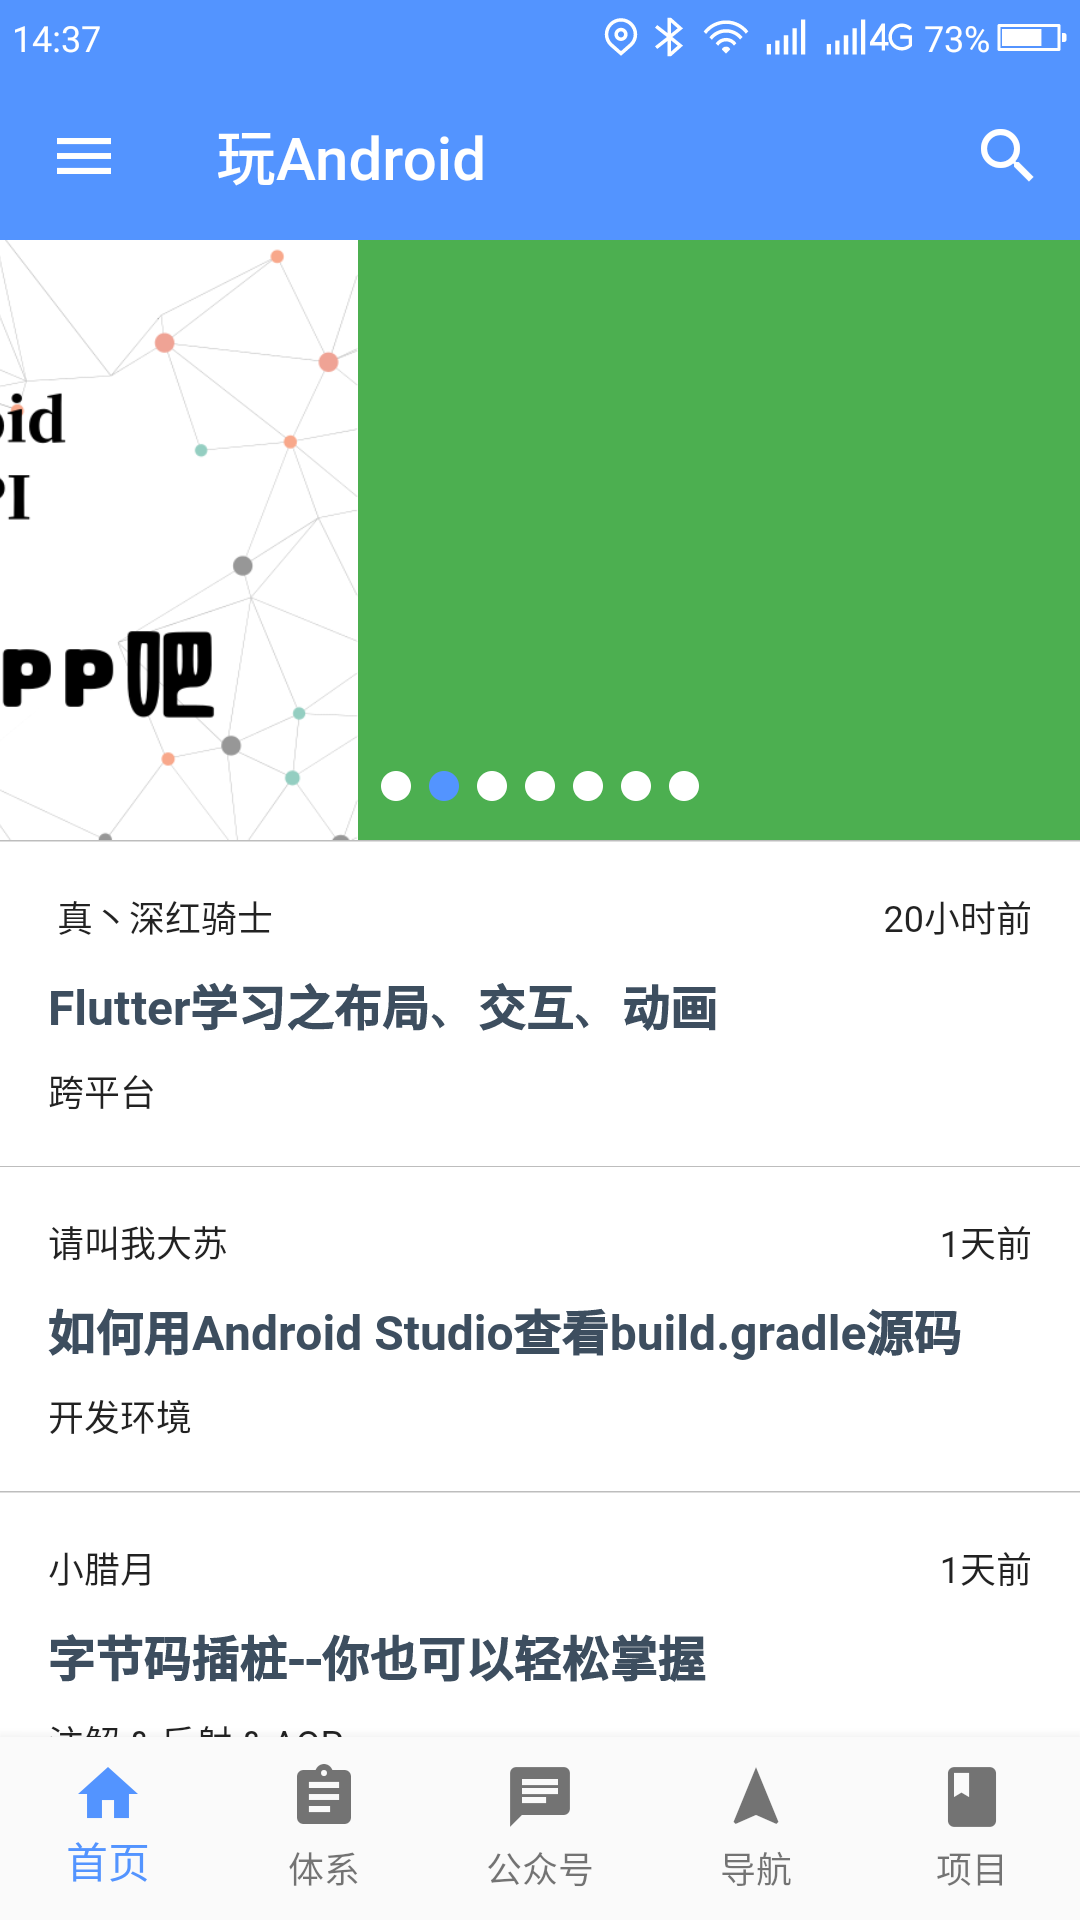 14:37
4G 73%
玩Android
oid
PI
PP吧
真丶深红骑士
20小时前
Flutter学习之布局、交互、动画
跨平台
请叫我大苏
1天前
如何用Android Studio查看build.gradle源码
开发环境
小腊月
1天前
字节码插桩--你也可以轻松掌握
注解 & 反射 & AOP
首页
体系
公众号
导航
项目